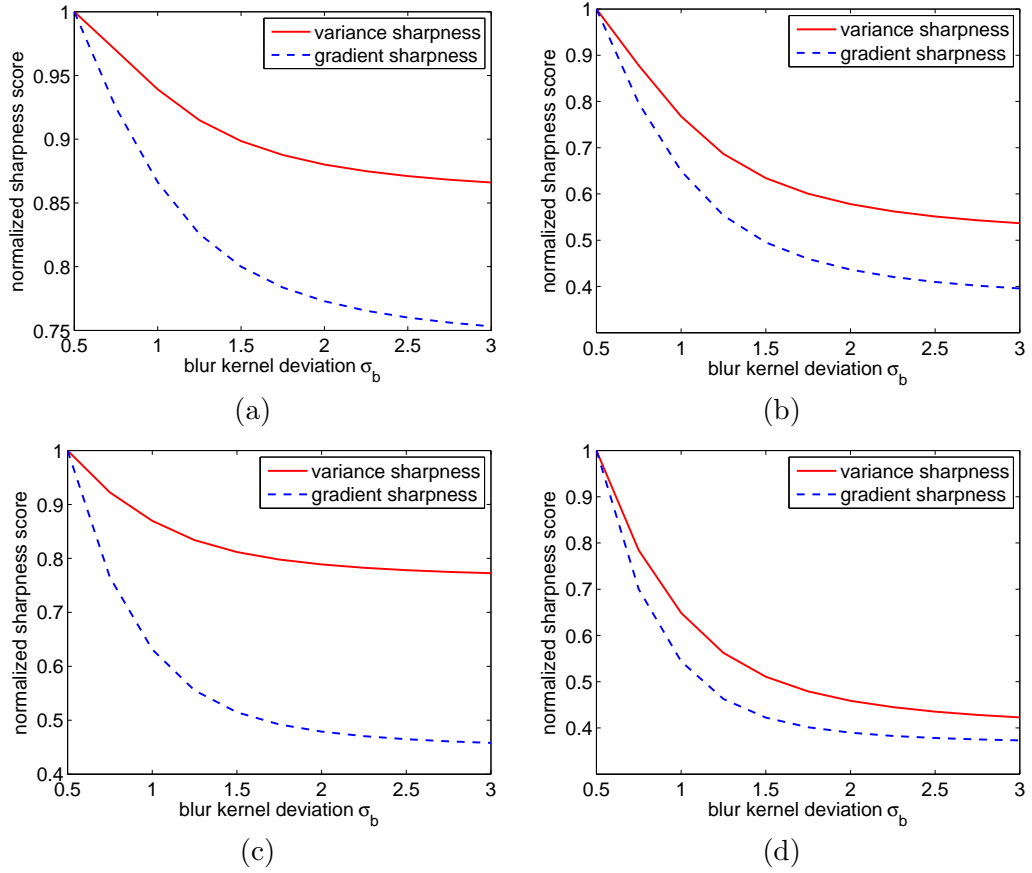 1
0.95
0.9
0.85
0.8
0.75
0.5
1
1.5
2
2.5
3
normalized sharpness score
blur kernel deviation σb
variance sharpness
gradient sharpness
(a)
1
0.9
0.8
0.7
0.6
0.5
0.4
0.5
1
1.5
2
2.5
3
normalized sharpness score
blur kernel deviation σb
variance sharpness
gradient sharpness
(b)
1
0.9
0.8
0.7
0.6
0.5
0.4
0.5
1
1.5
2
2.5
3
normalized sharpness score
blur kernel deviation σb
variance sharpness
gradient sharpness
(c)
1
0.9
0.8
0.7
0.6
0.5
0.4
0.5
1
1.5
2
2.5
3
normalized sharpness score
blur kernel deviation σb
variance sharpness
gradient sharpness
(d)